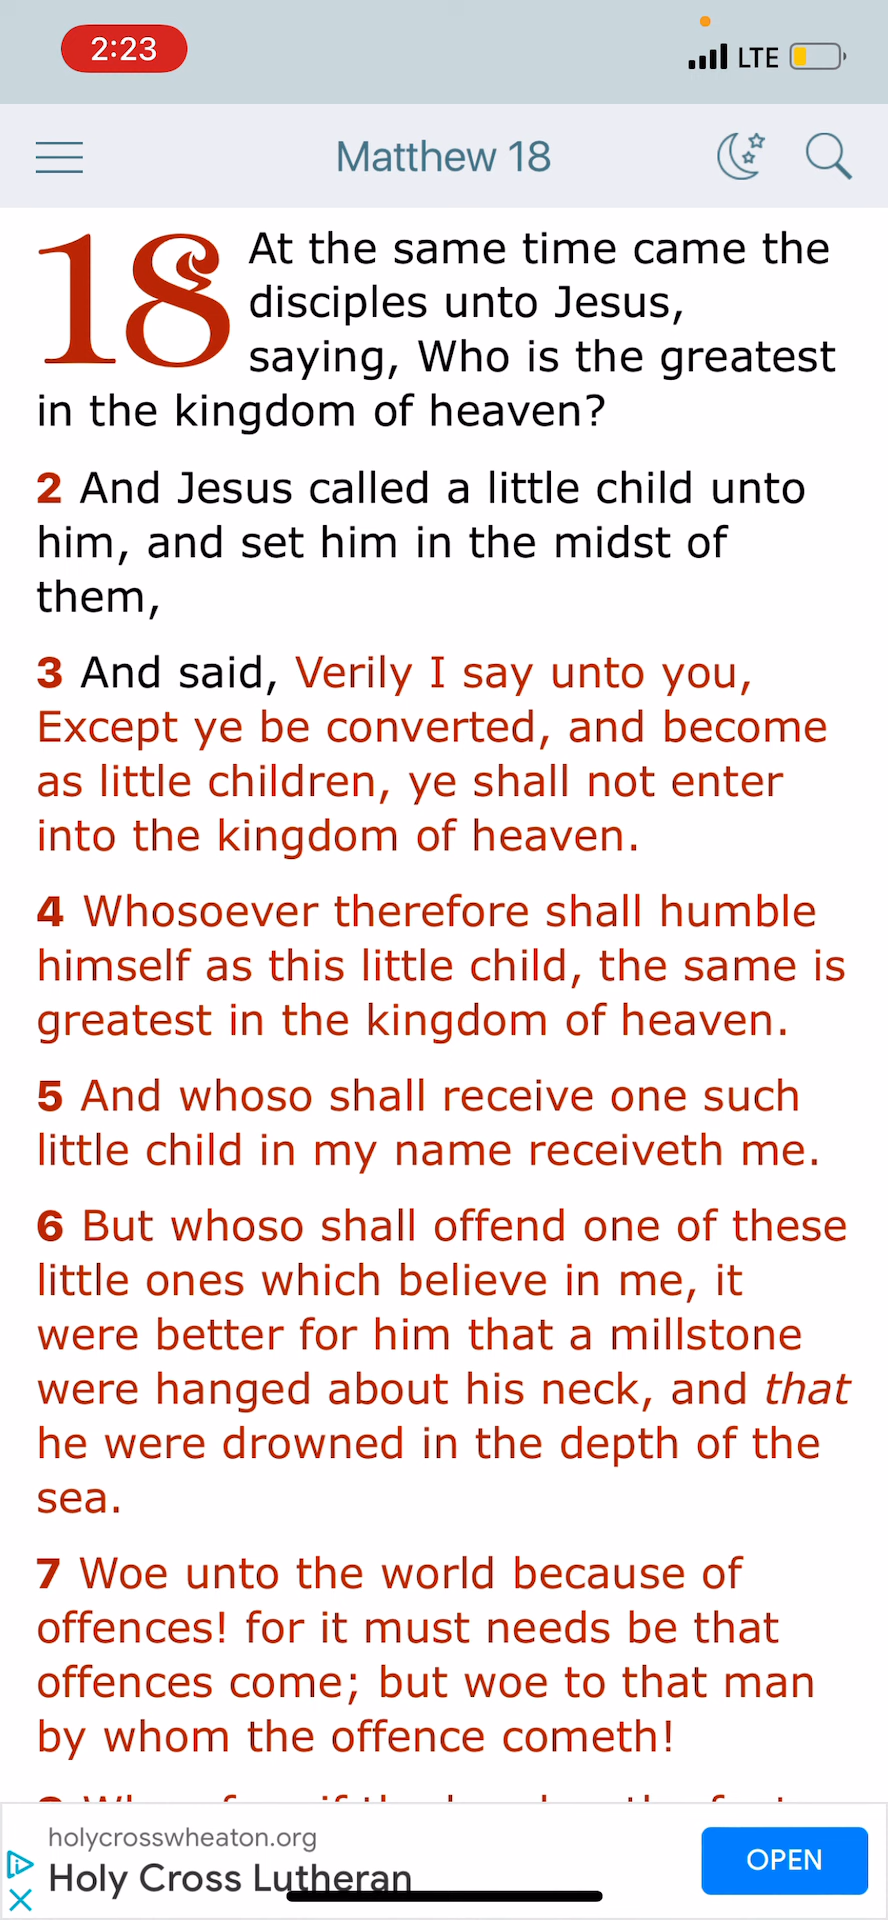 2:23
LTE
Matthew 18
18 At the same time came the
disciples unto Jesus,
saying, Who is the greatest
in the kingdom of heaven?
2 And Jesus called a little child unto
him, and set him in the midst of
them,
3 And said, Verily I say unto you,
Except ye be converted, and become
as little children, ye shall not enter
into the kingdom of heaven.
4 Whosoever therefore shall humble
himself as this little child, the same is
greatest in the kingdom of heaven.
5 And whoso shall receive one such
little child in my name receiveth me.
6 But whoso shall offend one of these
little ones which believe in me, it
were better for him that a millstone
were hanged about his neck, and that
he were drowned in the depth of the
sea.
7 Woe unto the world because of
offences! for it must needs be that
offences come; but woe to that man
by whom the offence cometh!
holycrosswheaton.org
Holy Cross Lutheran
OPEN